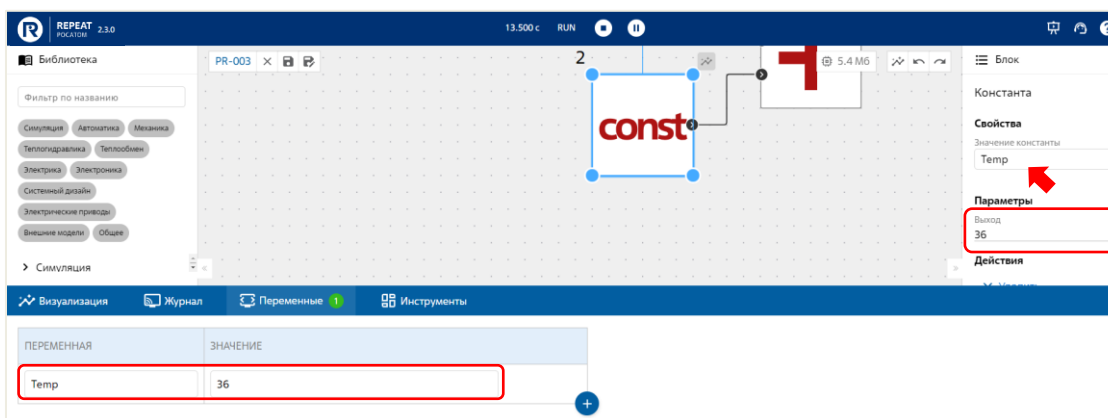 REPEAT 2.3.0
РОСАТОМ
13.500 с RUN
Библиотека
PR-003
2
5.4 Мб
Блок
Фильтр по названию
const
Константа
Симуляция Автоматика Механика
Теплогидравлика Теплообмен
Электрика Электроника
Системный дизайн
Электрические приводы
Внешние модели Общее
Симуляция
Свойства
Значение константы
Temp
Параметры
Выход
36
Действия
Визуализация Журнал Переменные 1 Инструменты
ПЕРЕМЕННАЯ ЗНАЧЕНИЕ
Temp 36